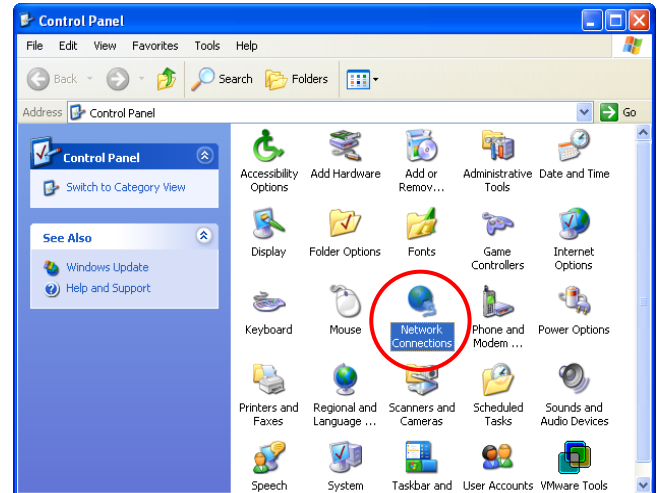 Control Panel
File Edit View Favorites Tools Help
Back Search Folders
Address Control Panel Go
Control Panel
Switch to Category View
See Also
Windows Update
Help and Support
Accessibility Options
Add Hardware
Add or Remov...
Administrative Tools
Date and Time
Display
Folder Options
Fonts
Game Controllers
Internet Options
Keyboard
Mouse
Network Connections
Phone and Modem ...
Power Options
Printers and Faxes
Regional and Language ...
Scanners and Cameras
Scheduled Tasks
Sounds and Audio Devices
Speech
System
Taskbar and
User Accounts
VMware Tools